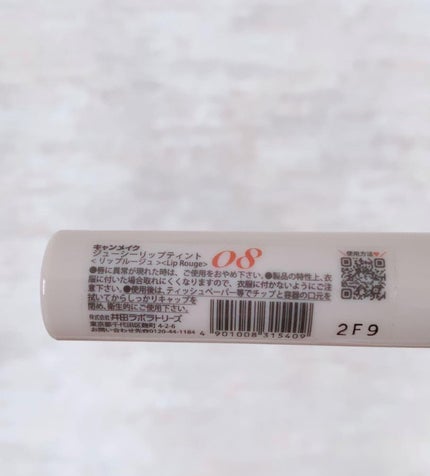 キャンメイク
ジューシーリップティント 08
<リップルージュ><Lip Rouge>
使用方法
●唇に異常が現れた時は、ご使用をおやめ下さい。●製品の特性上、衣
服に付いた場合取れにくくなりますので、衣服に付かないようにご注
意下さい。●使用後は、ティッシュペーパー等でチップと容器の口元を
拭いてからしっかりキャップを
閉め、衛生的にご使用下さい。
株式会社 井田ラボラトリーズ
東京都千代田区麹町 4-2-6
お問い合わせ先☎0120-44-1184
4 901008 315409
2F9